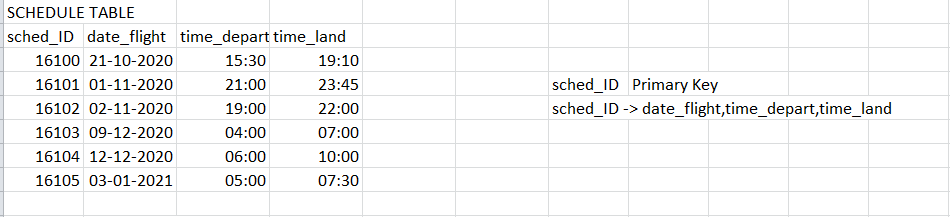 SCHEDULE TABLE
sched_ID date_flight time_depart time_land
16100 21-10-2020 15:30 19:10
16101 01-11-2020 21:00 23:45 sched_ID Primary Key
16102 02-11-2020 19:00 22:00 sched_ID -> date_flight,time_depart,time_land
16103 09-12-2020 04:00 07:00
16104 12-12-2020 06:00 10:00
16105 03-01-2021 05:00 07:30